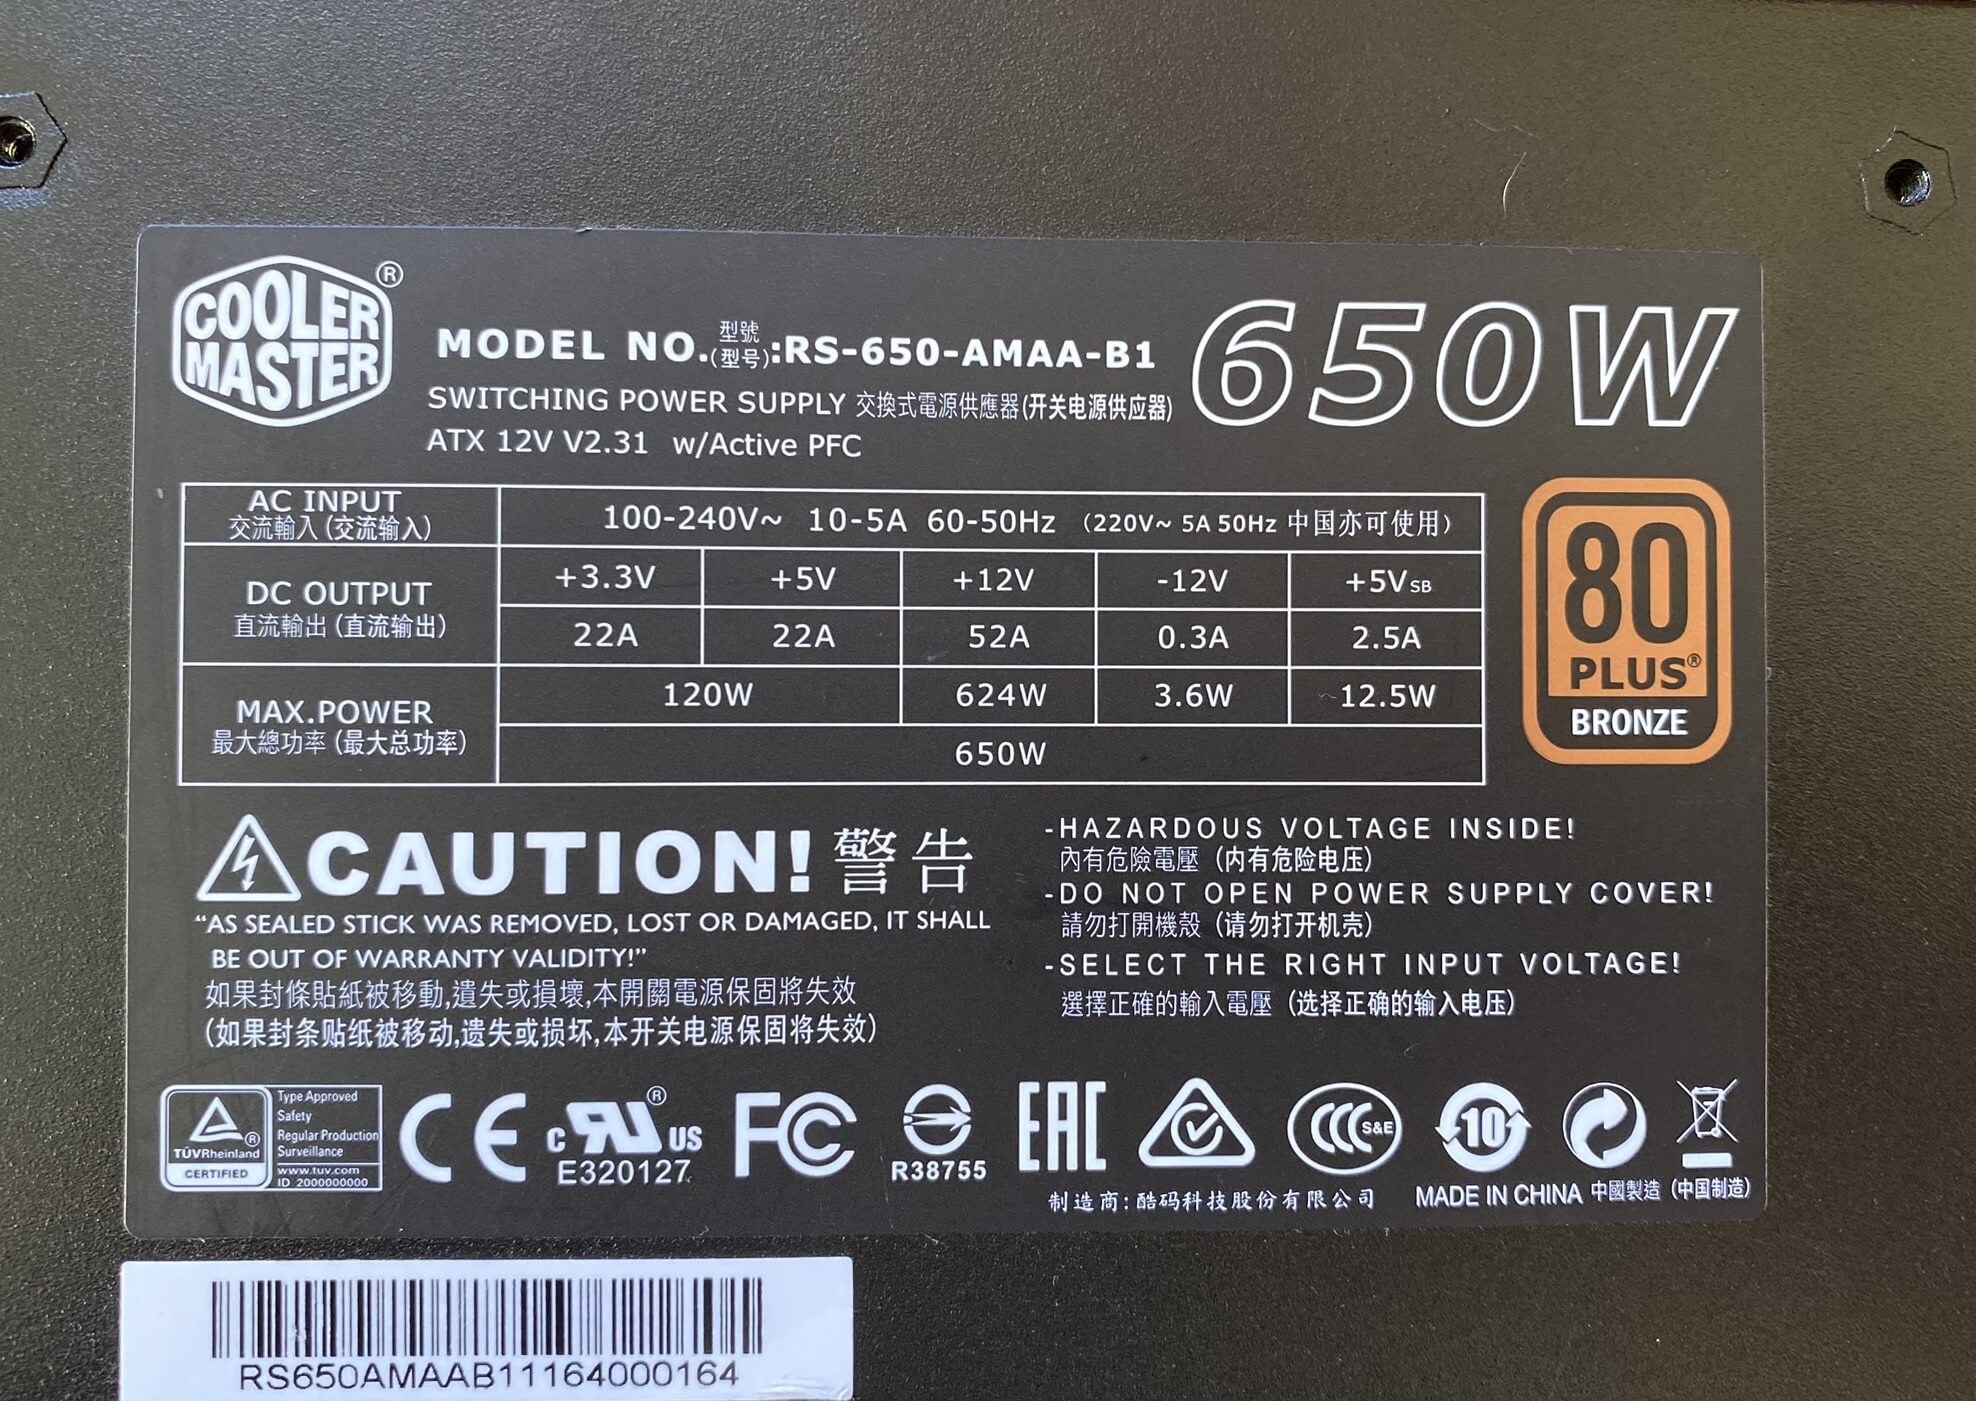 COOLER MASTER ®
MODEL NO.型號(型号):RS-650-AMAA-B1
650W
SWITCHING POWER SUPPLY 交換式電源供應器(开关电源供应器)
ATX 12V V2.31 w/Active PFC
AC INPUT 100-240V~ 10-5A 60-50Hz (220V~ 5A 50Hz 中国亦可使用)
交流輸入(交流输入)
DC OUTPUT +3.3V +5V +12V -12V +5VSB
直流輸出(直流输出) 22A 22A 52A 0.3A 2.5A
MAX.POWER 120W 624W 3.6W 12.5W
最大總功率(最大总功率) 650W
80
PLUS®
BRONZE
CAUTION! 警告
“AS SEALED STICK WAS REMOVED, LOST OR DAMAGED, IT SHALL
BE OUT OF WARRANTY VALIDITY!”
如果封條貼紙被移動,遺失或損壞,本開關電源保固將失效
(如果封条贴纸被移动,遗失或损坏,本开关电源保固将失效)
-HAZARDOUS VOLTAGE INSIDE!
內有危險電壓 (内有危险电压)
-DO NOT OPEN POWER SUPPLY COVER!
請勿打開機殼 (请勿打开机壳)
-SELECT THE RIGHT INPUT VOLTAGE!
選擇正確的輸入電壓 (选择正确的输入电压)
TÜVRheinland ®
CERTIFIED
Type Approved
Safety
Regular Production
Surveillance
www.tuv.com
ID 2000000000
CE
c RU ® US
E320127
FC
R38755
EAC
CCC S&E
10
制造商:酷码科技股份有限公司
MADE IN CHINA 中國製造 (中国制造)
RS650AMAAB11164000164